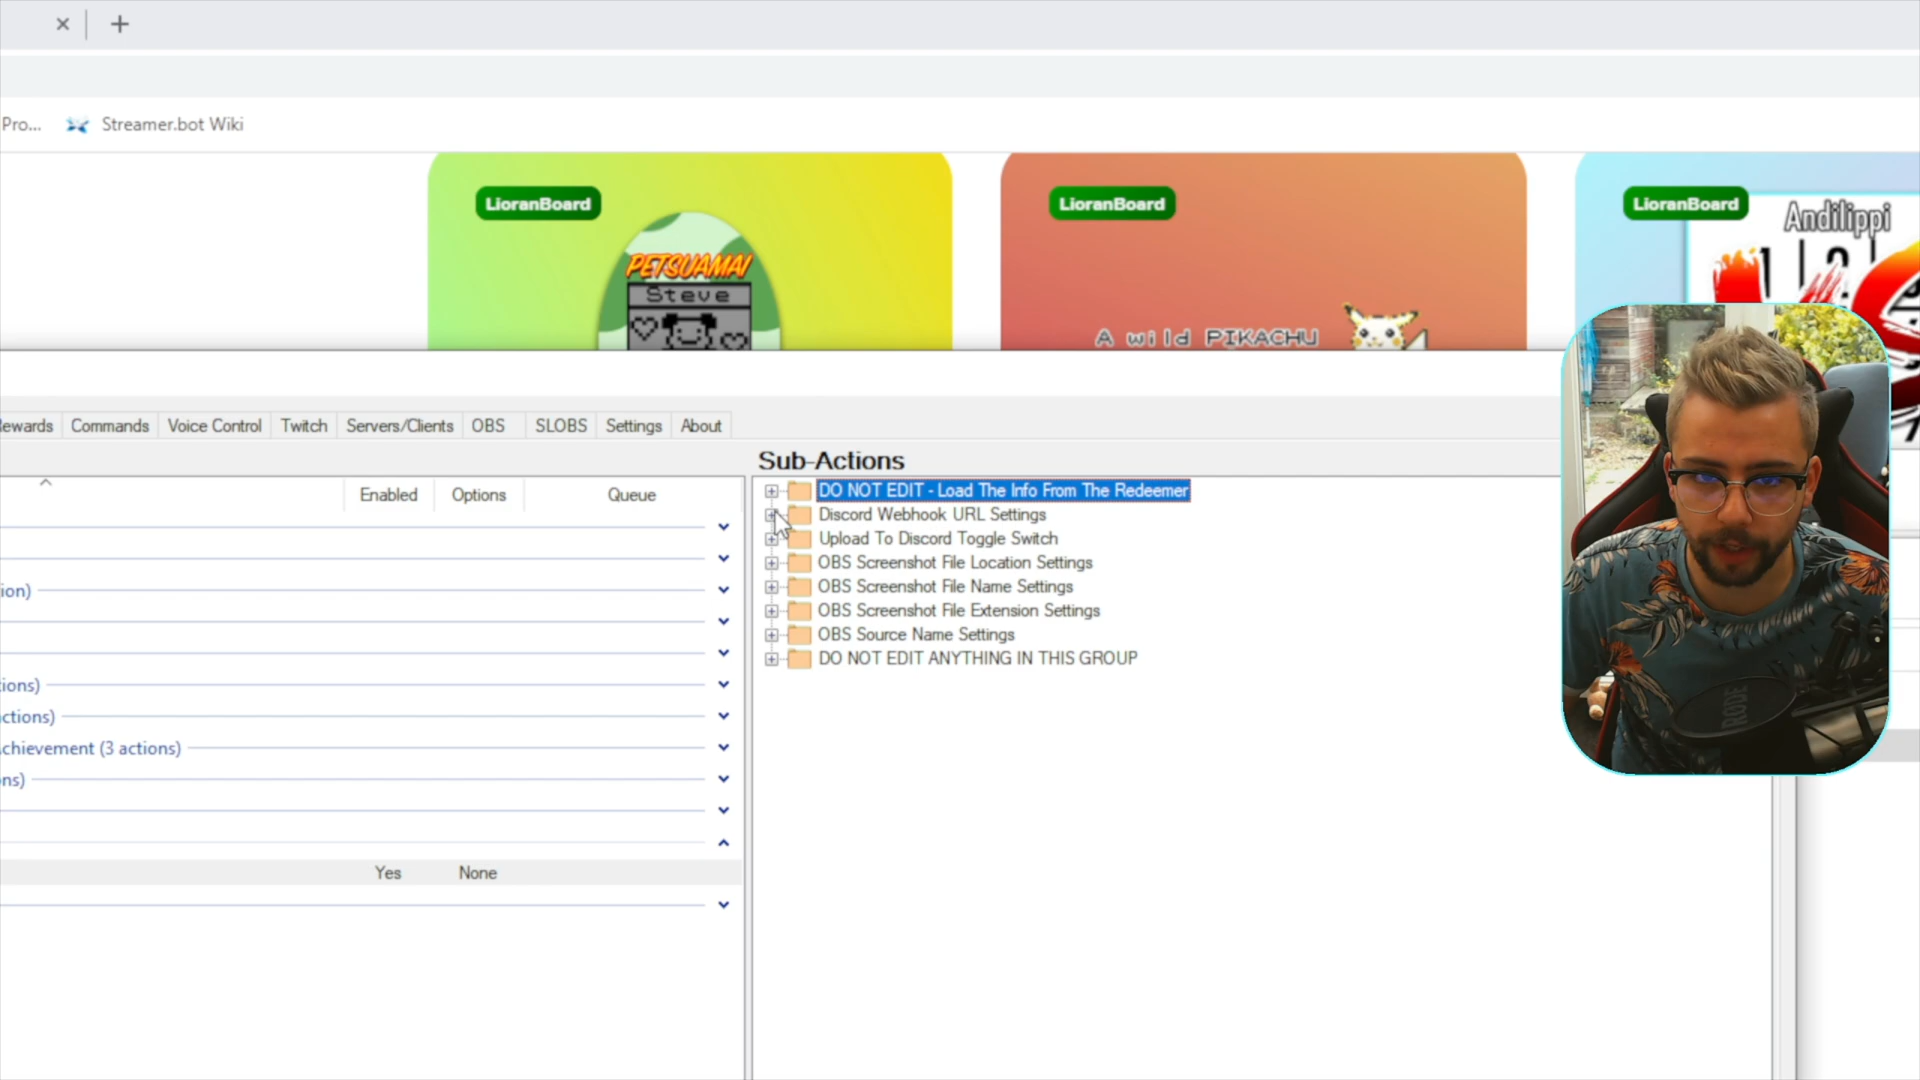 Pro...
Streamer.bot Wiki
LioranBoard
LioranBoard
LioranBoard
Andilippi
PETSUAMAI
Steve
A wild PIKACHU
ewards
Commands
Voice Control
Twitch
Servers/Clients
OBS
SLOBS
Settings
About
Sub-Actions
Enabled
Options
Queue
DO NOT EDIT - Load The Info From The Redeemer
Discord Webhook URL Settings
Upload To Discord Toggle Switch
OBS Screenshot File Location Settings
OBS Screenshot File Name Settings
OBS Screenshot File Extension Settings
OBS Source Name Settings
DO NOT EDIT ANYTHING IN THIS GROUP
ion)
ions)
ctions)
chievement (3 actions)
ns)
Yes
None
RØDE